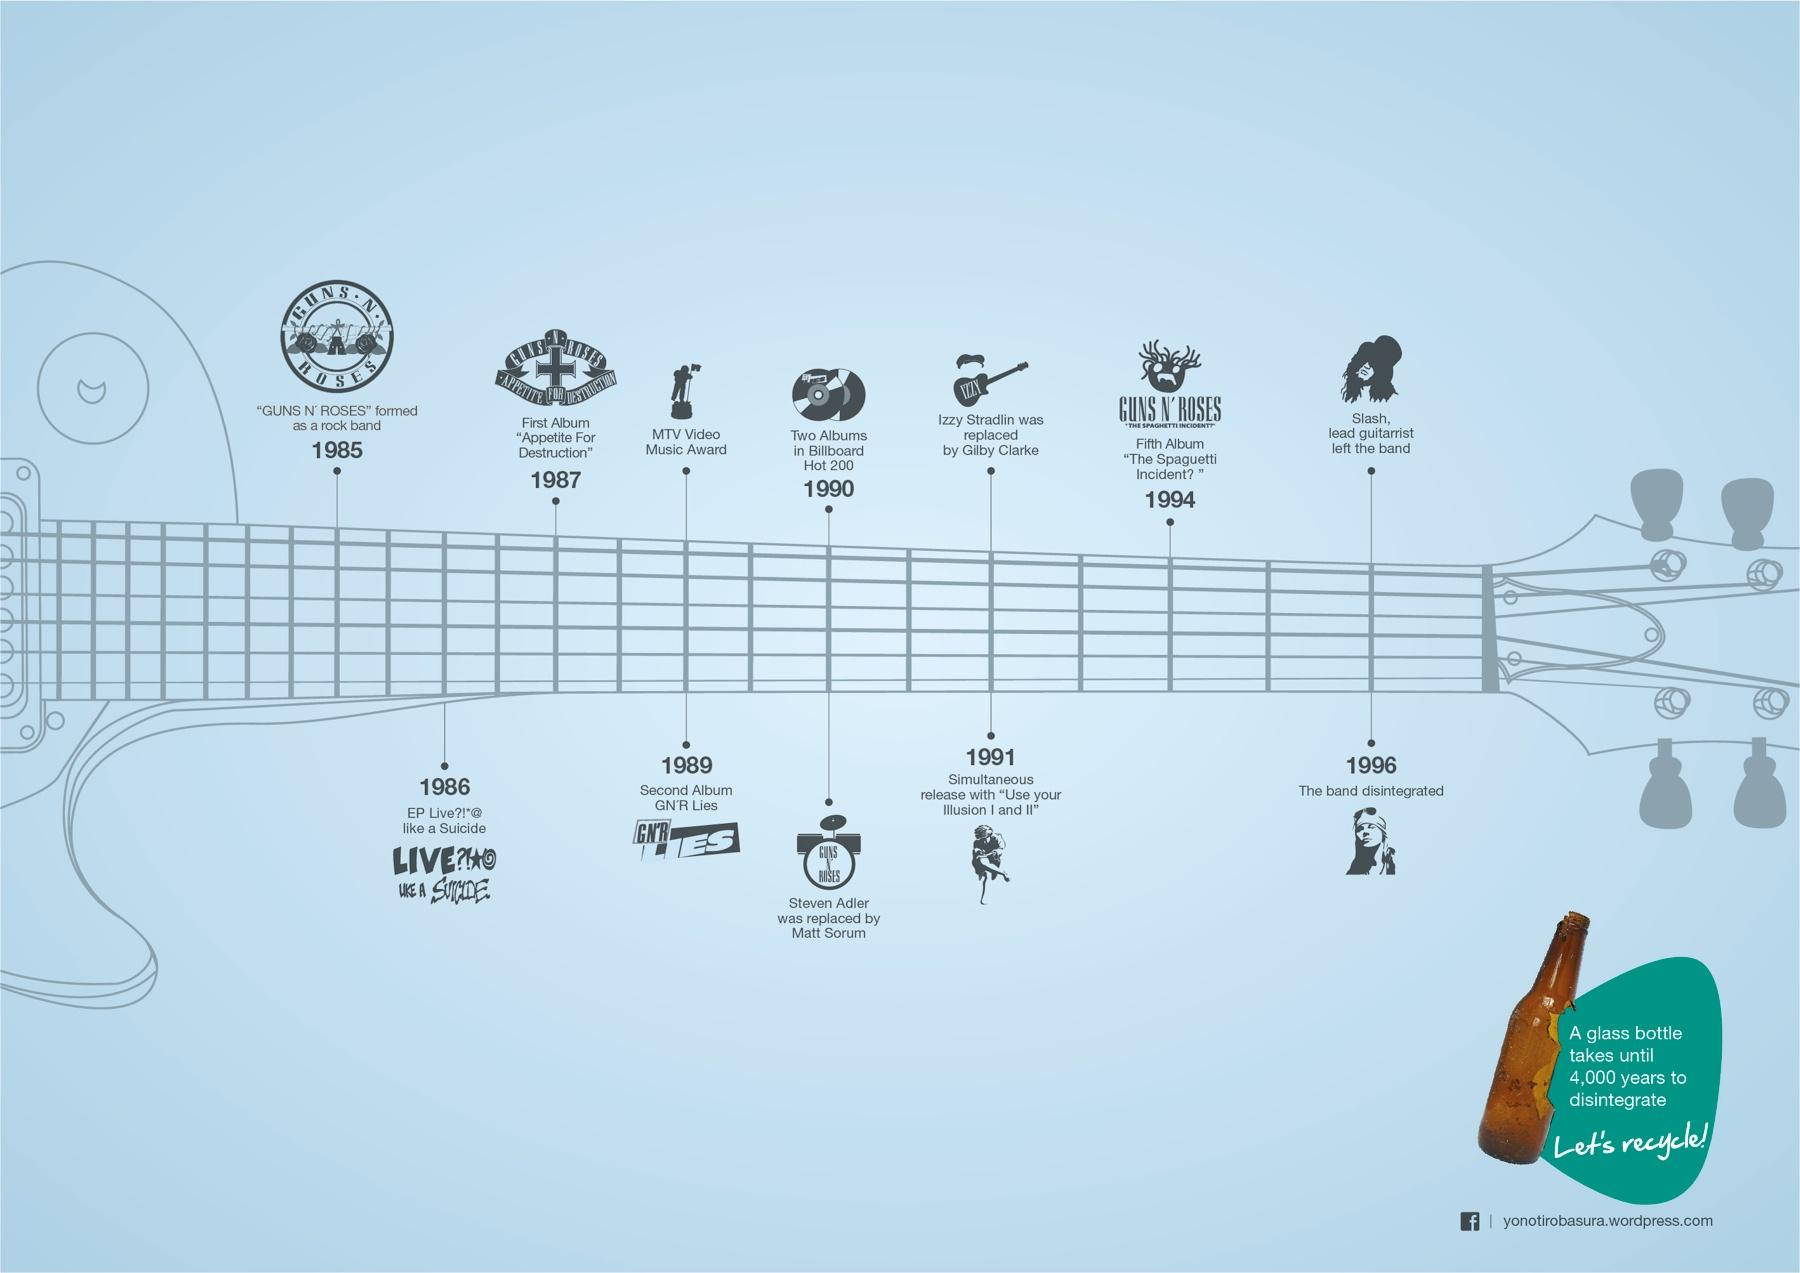 GUNS · N ·
ROSES
“GUNS N´ ROSES” formed
as a rock band
1985
GUNS N ROSES
APPETITE FOR DESTRUCTION
First Album
“Appetite For
Destruction”
1987
MTV Video
Music Award
Two Albums
in Billboard
Hot 200
1990
IZZY
Izzy Stradlin was
replaced
by Gilby Clarke
GUNS N' ROSES
"THE SPAGHETTI INCIDENT?"
Fifth Album
“The Spaguetti
Incident? ”
1994
Slash,
lead guitarrist
left the band
1986
EP Live?!*@
like a Suicide
LIVE?!★@
LIKE A SUICIDE
1989
Second Album
GN´R Lies
GN'R
LIES
GUNS
N'
ROSES
Steven Adler
was replaced by
Matt Sorum
1991
Simultaneous
release with “Use your
Illusion I and II”
1996
The band disintegrated
A glass bottle
takes until
4,000 years to
disintegrate
Let's recycle!
f | yonotirobasura.wordpress.com